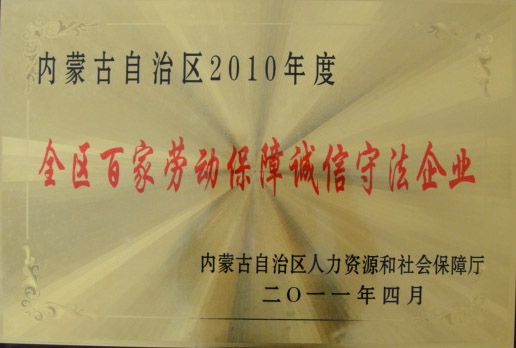 内蒙古自治区2010年度
全区百家劳动保障诚信守法企业
内蒙古自治区人力资源和社会保障厅
二〇一一年四月